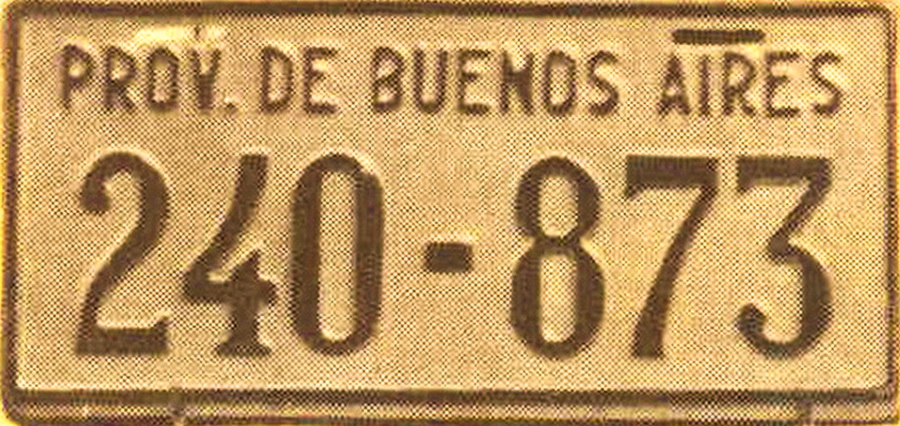 PROV. DE BUENOS AIRES
240-873